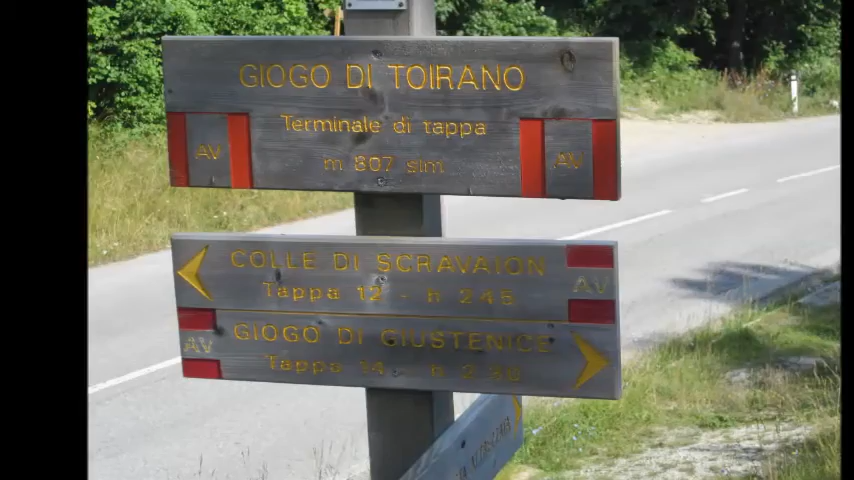 GIOGO DI TOIRANO
Terminale di tappa
AV
AV
m 807 slm
COLLE DI SCRAVAION
Tappa 12 - h 2.45
AV
GIOGO DI GIUSTENICE
AV
Tappa 14 - h 2.30